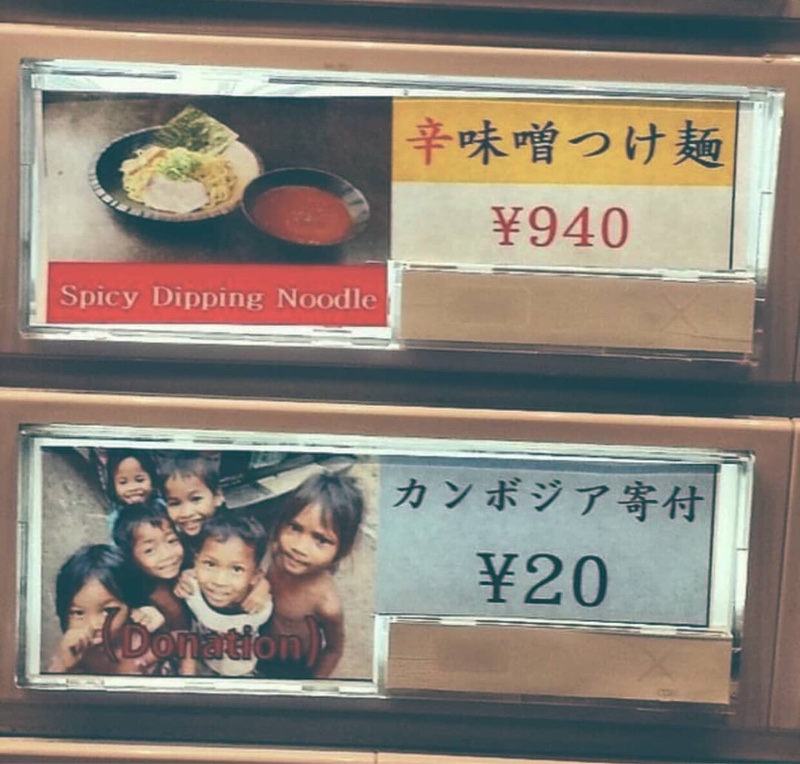 辛味噌つけ麺
¥940
Spicy Dipping Noodle
カンボジア寄付
¥20
(Donation)